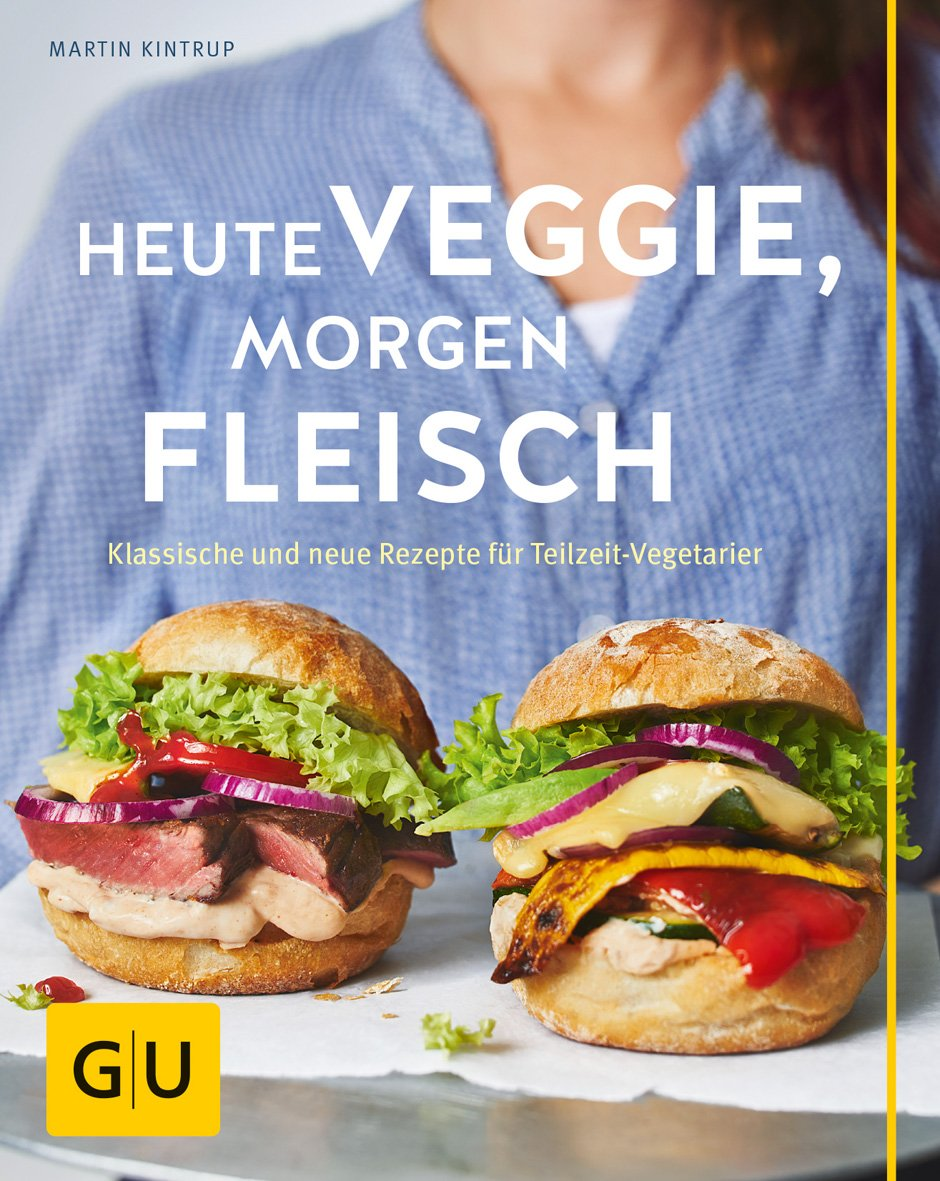 MARTIN KINTRUP
HEUTE VEGGIE,
MORGEN
FLEISCH
Klassische und neue Rezepte für Teilzeit-Vegetarier
G|U